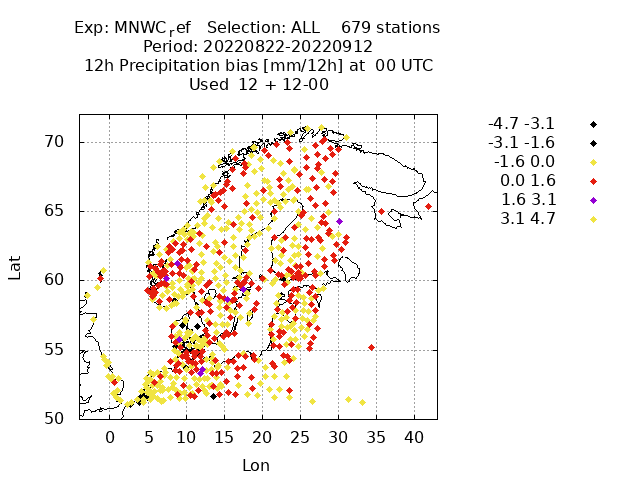 Exp: MNWCref   Selection: ALL    679 stations
Period: 20220822-20220912
12h Precipitation bias [mm/12h] at  00 UTC
Used  12 + 12-00
-4.7 -3.1
-3.1 -1.6
-1.6 0.0
0.0 1.6
1.6 3.1
3.1 4.7
70
65
60
55
50
Lat
0 5 10 15 20 25 30 35 40
Lon